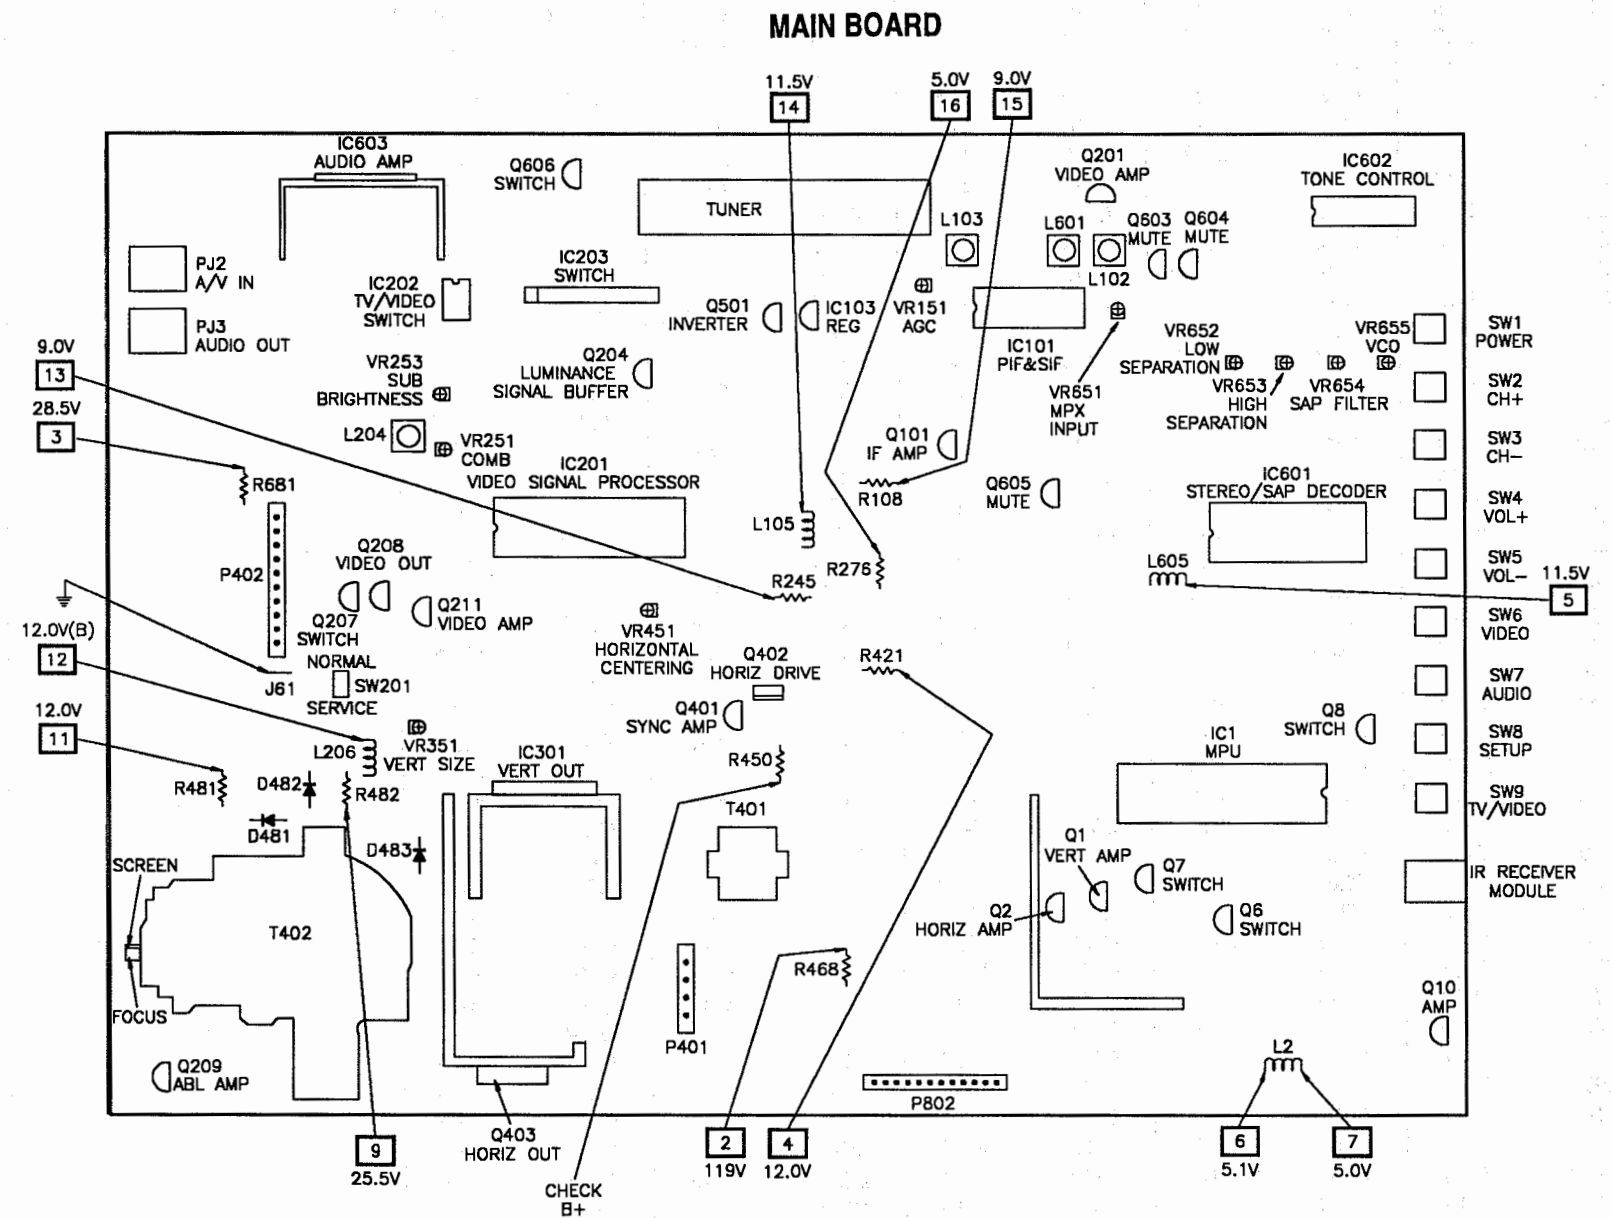 MAIN BOARD
11.5V
14
5.0V
16
9.0V
15
IC603
AUDIO AMP
Q606
SWITCH
TUNER
Q201
VIDEO AMP
IC602
TONE CONTROL
L103
L601
L102
Q603
MUTE
Q604
MUTE
PJ2
A/V IN
PJ3
AUDIO OUT
IC202
TV/VIDEO
SWITCH
IC203
SWITCH
Q501
INVERTER
IC103
REG
VR151
AGC
IC101
PIF&SIF
VR651
MPX
INPUT
VR652
LOW
SEPARATION
VR653
HIGH
SEPARATION
VR654
SAP FILTER
VR655
VCO
SW1
POWER
SW2
CH+
SW3
CH−
SW4
VOL+
SW5
VOL−
SW6
VIDEO
SW7
AUDIO
SW8
SETUP
SW9
TV/VIDEO
9.0V
13
28.5V
3
VR253
SUB
BRIGHTNESS
Q204
LUMINANCE
SIGNAL BUFFER
L204
VR251
COMB
IC201
VIDEO SIGNAL PROCESSOR
Q101
IF AMP
R108
Q605
MUTE
IC601
STEREO/SAP DECODER
R681
L105
R276
R245
L605
11.5V
5
P402
Q208
VIDEO OUT
Q207
SWITCH
Q211
VIDEO AMP
12.0V(B)
12
J61
NORMAL
SW201
SERVICE
VR451
HORIZONTAL
CENTERING
Q402
HORIZ DRIVE
R421
Q401
SYNC AMP
12.0V
11
L206
VR351
VERT SIZE
IC301
VERT OUT
R450
T401
R481
D482
R482
D481
D483
Q8
SWITCH
IC1
MPU
Q1
VERT AMP
Q7
SWITCH
Q2
HORIZ AMP
Q6
SWITCH
IR RECEIVER
MODULE
SCREEN
T402
FOCUS
R468
Q10
AMP
P401
Q209
ABL AMP
P802
L2
Q403
HORIZ OUT
9
25.5V
CHECK
B+
2
119V
4
12.0V
6
5.1V
7
5.0V